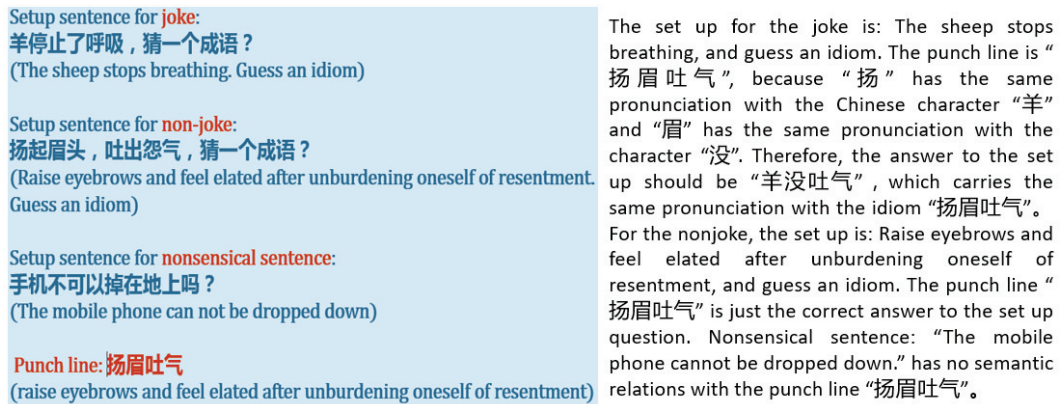 Setup sentence for joke:
羊停止了呼吸，猜一个成语？
(The sheep stops breathing. Guess an idiom)
Setup sentence for non-joke:
扬起眉头，吐出怨气，猜一个成语？
(Raise eyebrows and feel elated after unburdening oneself of resentment.
Guess an idiom)
Setup sentence for nonsensical sentence:
手机不可以掉在地上吗？
(The mobile phone can not be dropped down)
Punch line: 扬眉吐气
(raise eyebrows and feel elated after unburdening oneself of resentment)
The set up for the joke is: The sheep stops
breathing, and guess an idiom. The punch line is “
扬眉吐气”, because “扬” has the same
pronunciation with the Chinese character “羊”
and “眉” has the same pronunciation with the
character “没”. Therefore, the answer to the set
up should be “羊没吐气” , which carries the
same pronunciation with the idiom “扬眉吐气”。
For the nonjoke, the set up is: Raise eyebrows and
feel elated after unburdening oneself of
resentment, and guess an idiom. The punch line “
扬眉吐气” is just the correct answer to the set up
question. Nonsensical sentence: “The mobile
phone cannot be dropped down.” has no semantic
relations with the punch line “扬眉吐气”。